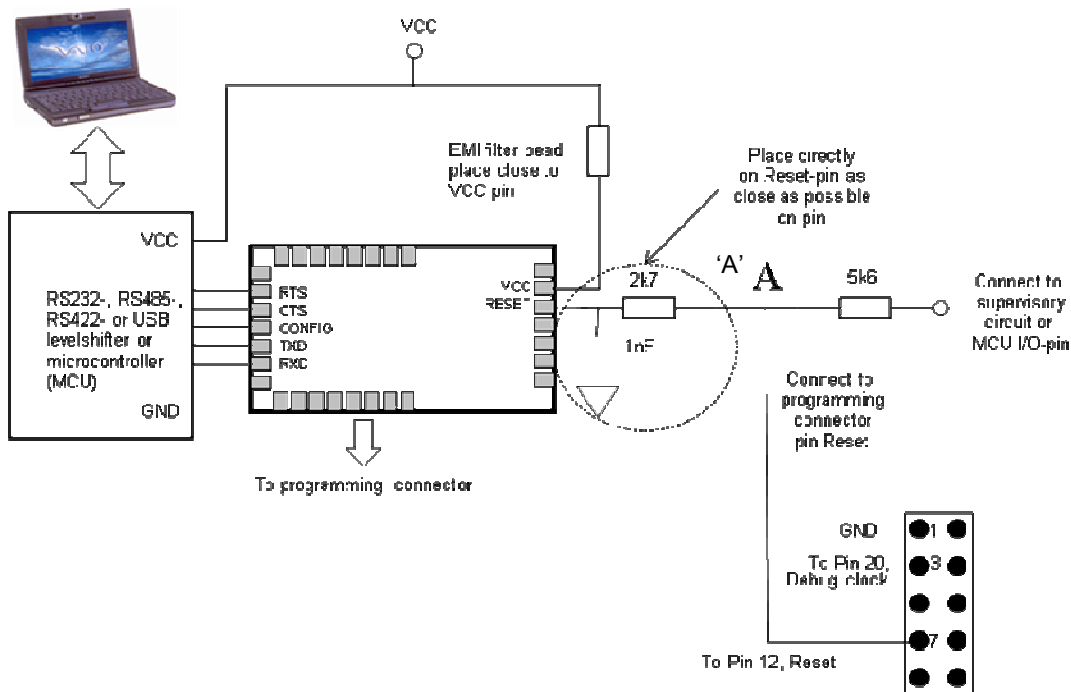 VCC
EMI filter bead
place close to
VCC pin
Place directly
on Reset-pin as
close as possible
on pin
VCC
RS232-, RS485-,
RS422- or USB
levelshifter or
microcontroller
(MCU)
GND
RTS
CTS
CONFIG
TXD
RXD
VCC
RESET
2k7
1nF
'A'
A
5k6
Connect to
supervisory
circuit or
MCU I/O-pin
Connect to
programming
connector
pin Reset
To programming connector
GND
1
To Pin 20,
Debug clock
3
7
To Pin 12, Reset